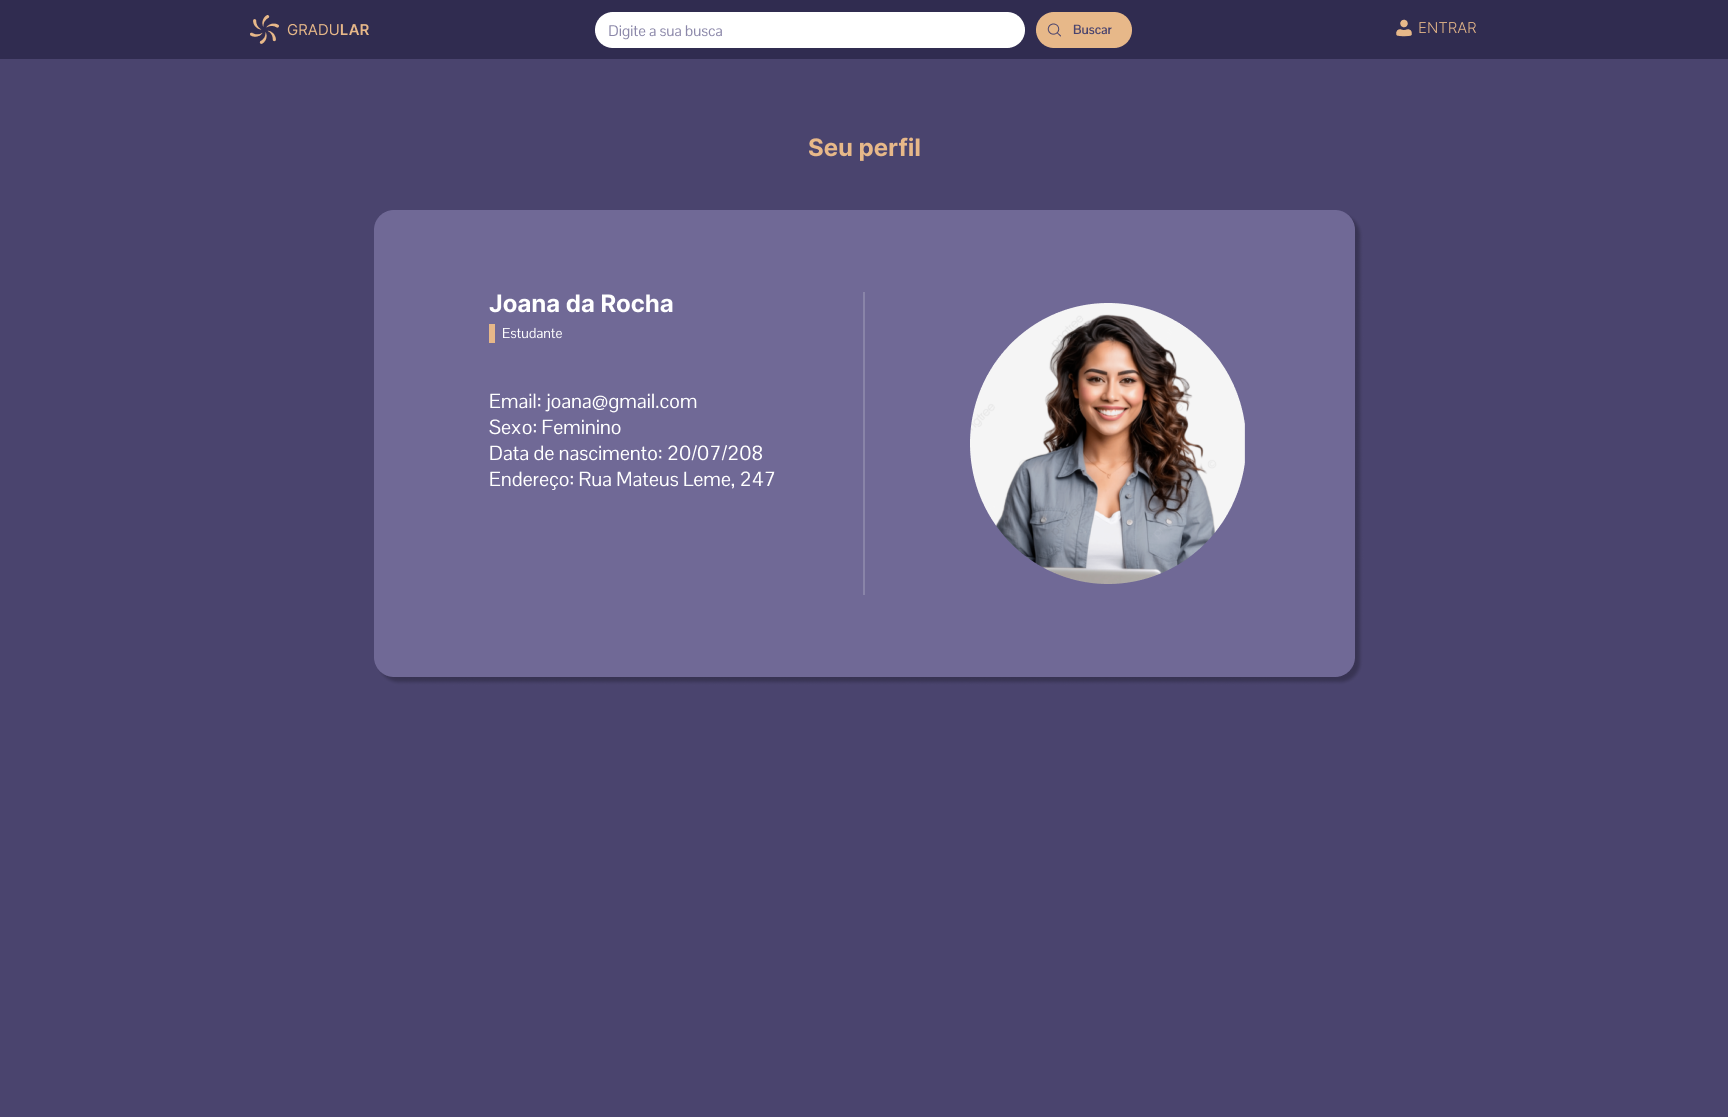 GRADULAR
Digite a sua busca
Buscar
ENTRAR
Seu perfil
Joana da Rocha
Estudante
Email: joana@gmail.com
Sexo: Feminino
Data de nascimento: 20/07/208
Endereço: Rua Mateus Leme, 247